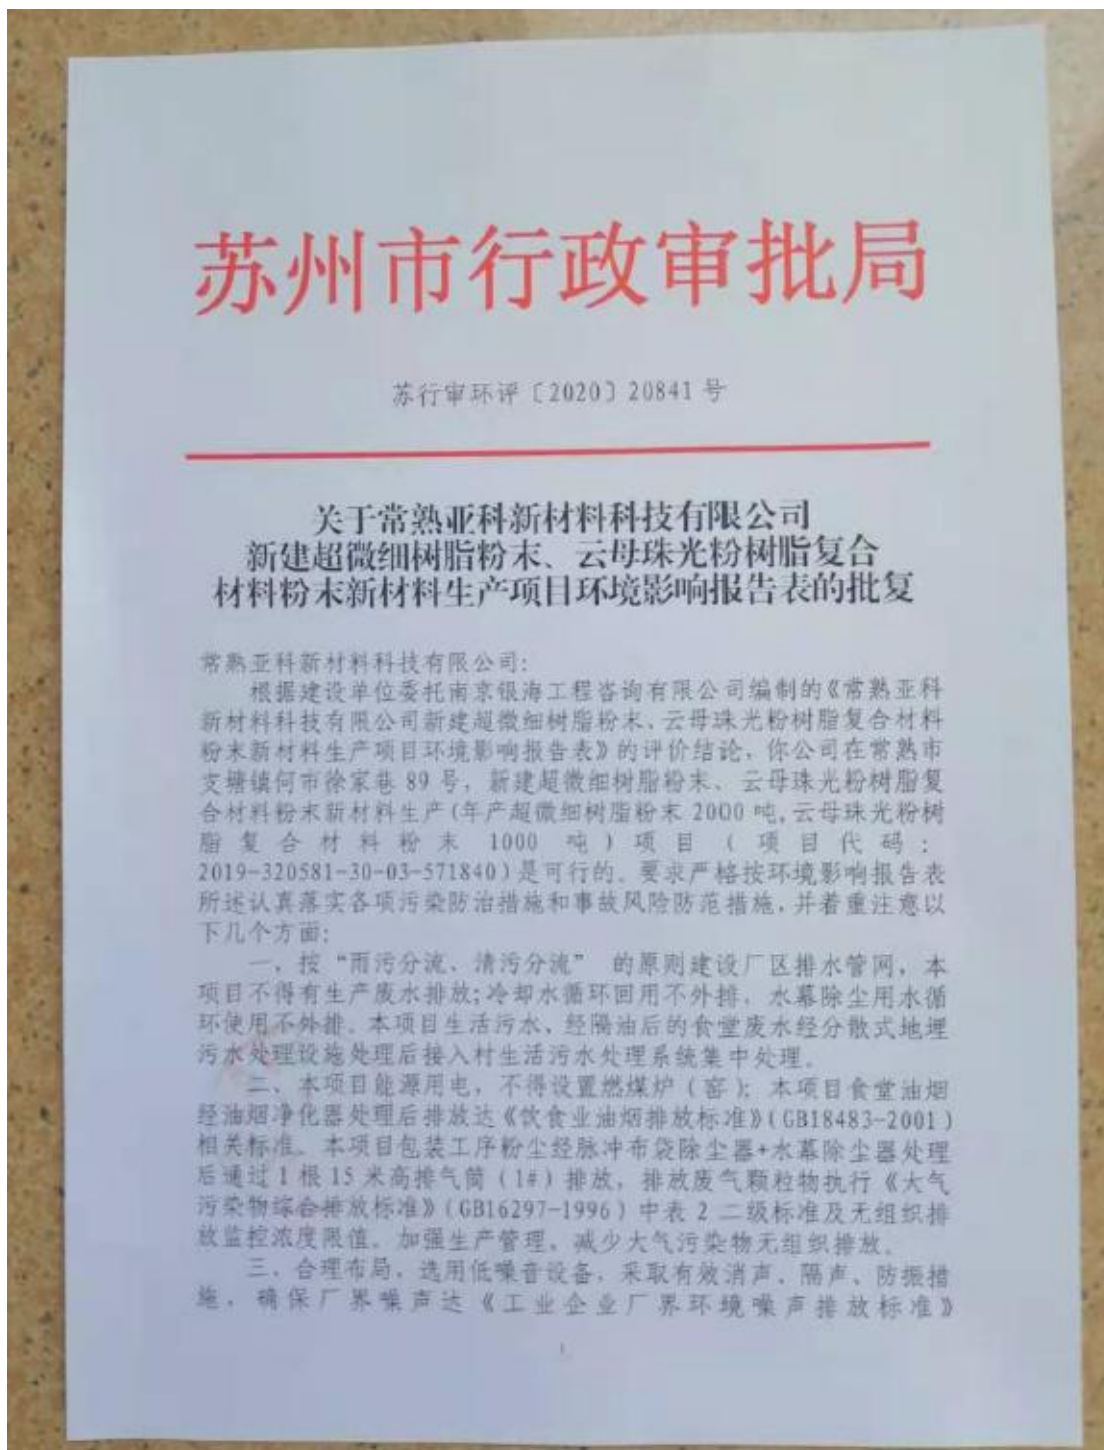 苏州市行政审批局
苏行审环评〔2020〕20841 号
关于常熟亚科新材料科技有限公司
新建超微细树脂粉末、云母珠光粉树脂复合
材料粉末新材料生产项目环境影响报告表的批复
常熟亚科新材料科技有限公司:
根据建设单位委托南京银海工程咨询有限公司编制的《常熟亚科
新材料科技有限公司新建超微细树脂粉末、云母珠光粉树脂复合材料
粉末新材料生产项目环境影响报告表》的评价结论，你公司在常熟市
支塘镇何市徐家巷 89 号，新建超微细树脂粉末、云母珠光粉树脂复
合材料粉末新材料生产(年产超微细树脂粉末 2000 吨,云母珠光粉树
脂复合材料粉末 1000 吨)项目(项目代码:
2019-320581-30-03-571840)是可行的。要求严格按环境影响报告表
所述认真落实各项污染防治措施和事故风险防范措施,并着重注意以
下几个方面:
一、按“雨污分流、清污分流” 的原则建设厂区排水管网，本
项目不得有生产废水排放;冷却水循环回用不外排，水幕除尘用水循
环使用不外排。本项目生活污水、经隔油后的食堂废水经分散式地埋
污水处理设施处理后接入村生活污水处理系统集中处理。
二、本项目能源用电，不得设置燃煤炉（窑）;本项目食堂油烟
经油烟净化器处理后排放达《饮食业油烟排放标准》(GB18483-2001)
相关标准。本项目包装工序粉尘经脉冲布袋除尘器+水幕除尘器处理
后通过 1 根 15 米高排气筒（1#）排放，排放废气颗粒物执行《大气
污染物综合排放标准》(GB16297-1996)中表 2 二级标准及无组织排
放监控浓度限值。加强生产管理，减少大气污染物无组织排放。
三、合理布局，选用低噪音设备，采取有效消声、隔声、防振措
施，确保厂界噪声达《工业企业厂界环境噪声排放标准》
1